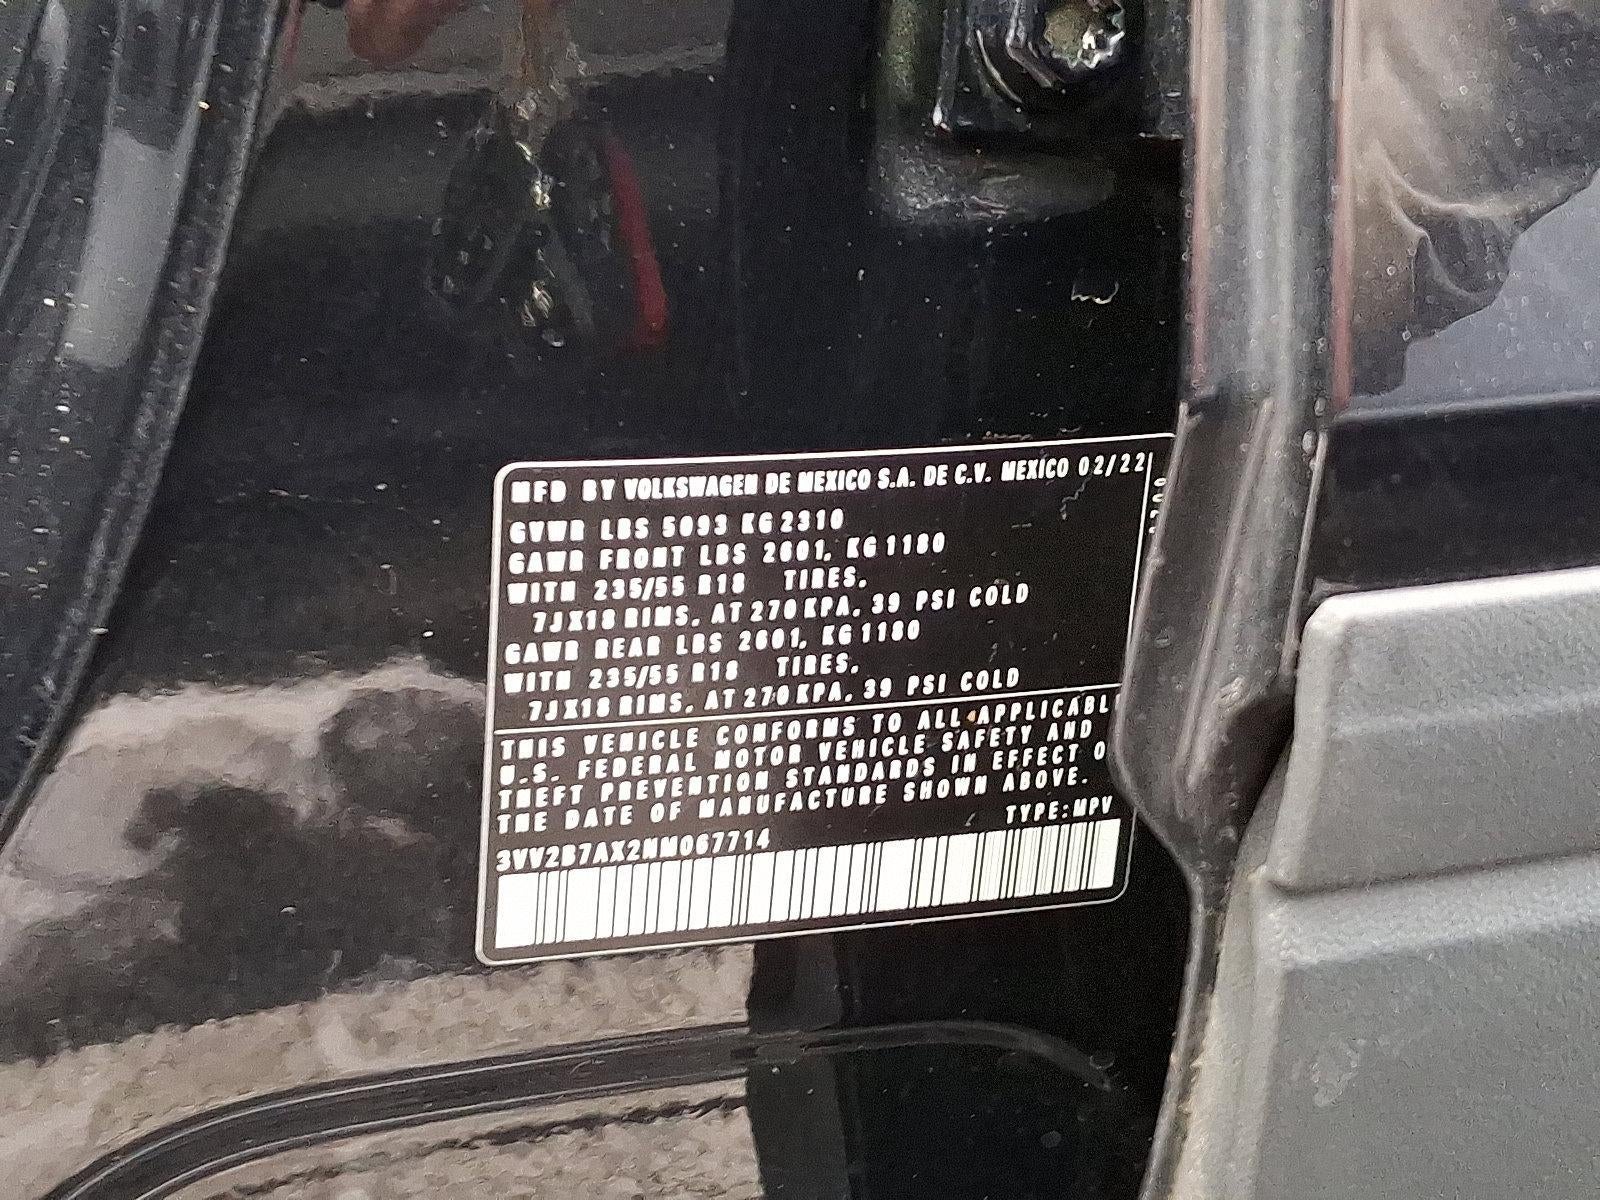 MFD BY VOLKSWAGEN DE MEXICO S.A. DE C.V. MEXICO 02/22
GVWR LBS 5093 KG 2310
GAWR FRONT LBS 2601, KG 1180
WITH 235/55 R18 TIRES,
7JX18 RIMS, AT 270 KPA, 39 PSI COLD
GAWR REAR LBS 2601, KG 1180
WITH 235/55 R18 TIRES,
7JX18 RIMS, AT 270 KPA, 39 PSI COLD
THIS VEHICLE CONFORMS TO ALL APPLICABL
U.S. FEDERAL MOTOR VEHICLE SAFETY AND
THEFT PREVENTION STANDARDS IN EFFECT O
THE DATE OF MANUFACTURE SHOWN ABOVE.
TYPE: MPV
3VV2B7AX2NM067714